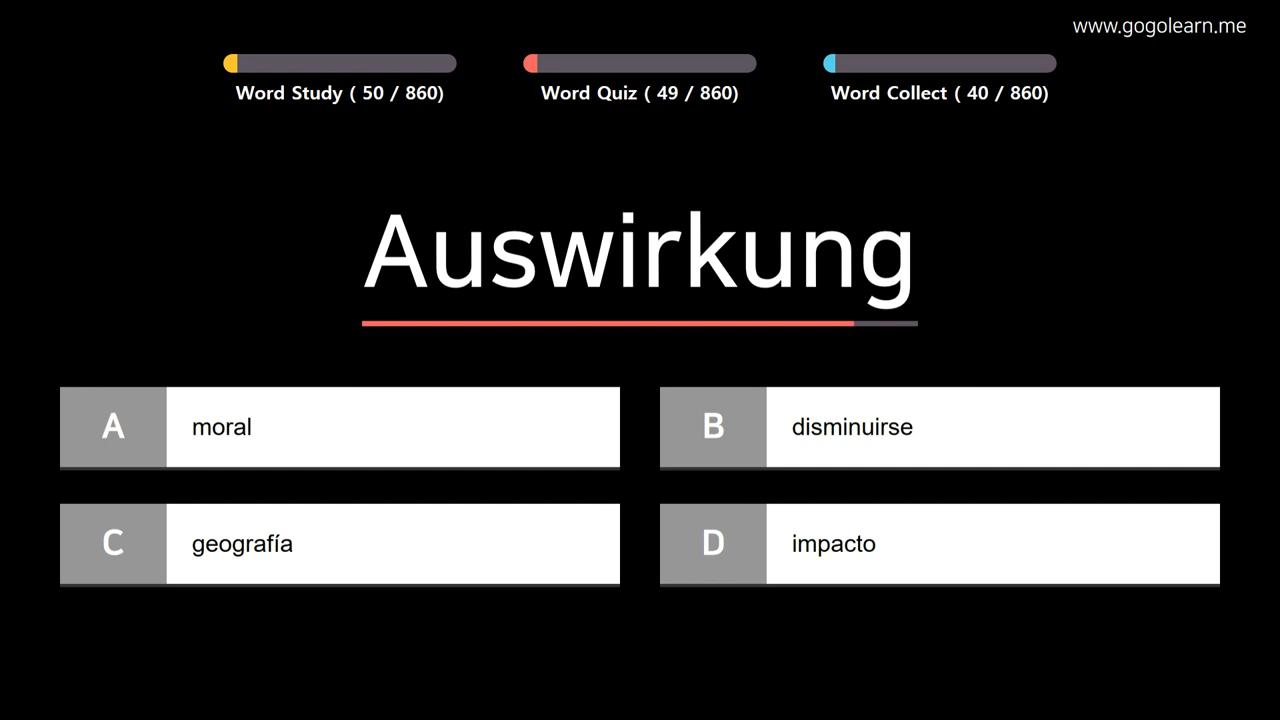 www.gogolearn.me
Word Study ( 50 / 860)
Word Quiz ( 49 / 860)
Word Collect ( 40 / 860)
Auswirkung
A moral
B disminuirse
C geografía
D impacto